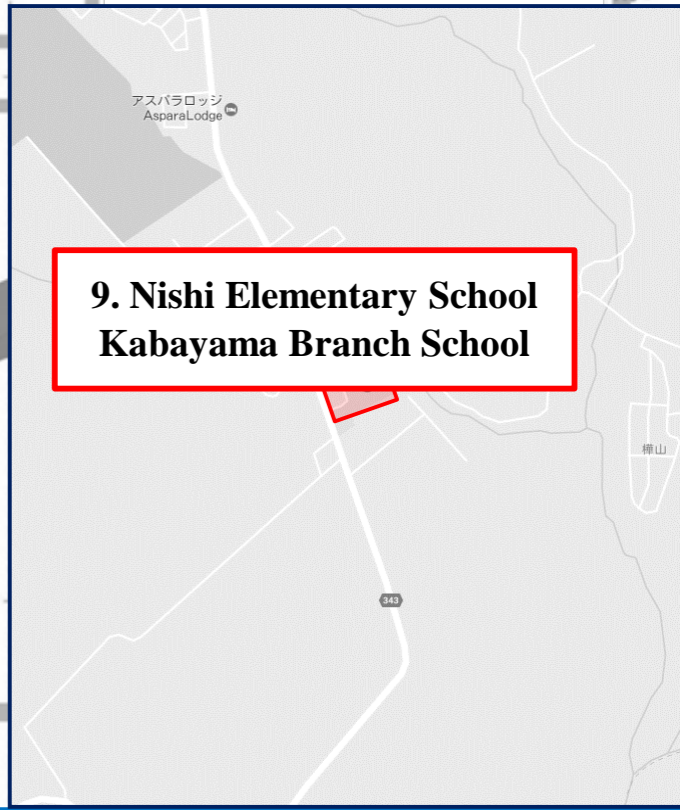 アスパラロッジ
AsparaLodge
9. Nishi Elementary School
Kabayama Branch School
樺山
343